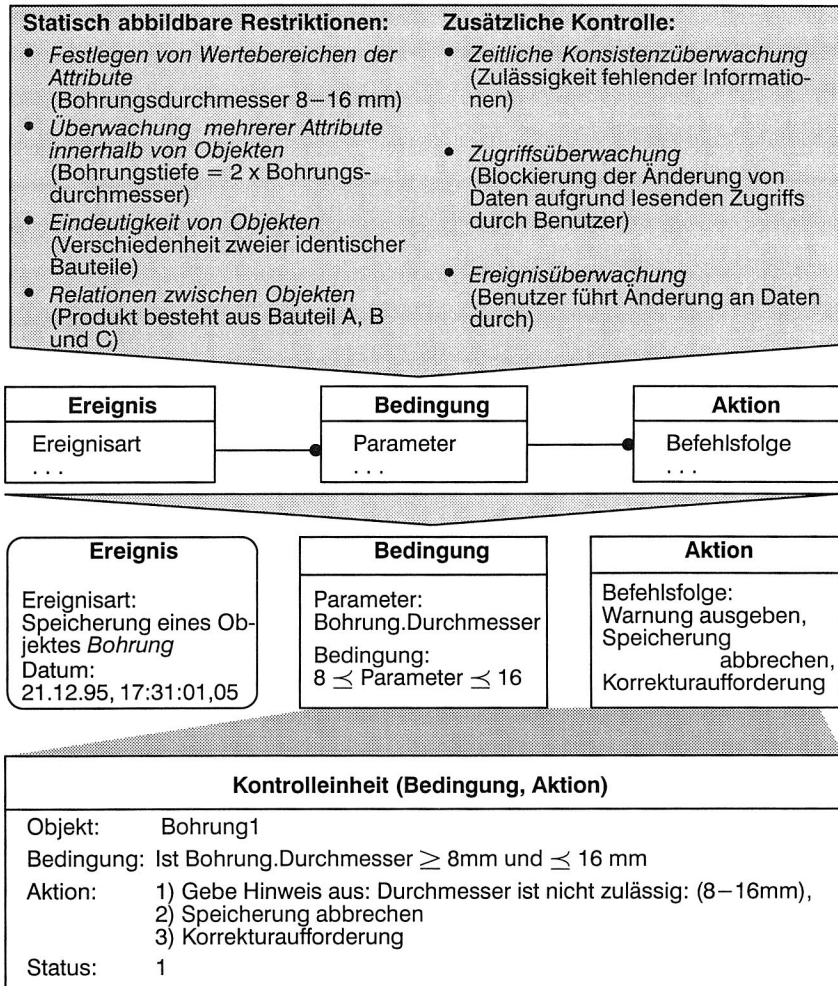 Statisch abbildbare Restriktionen:
• Festlegen von Wertebereichen der
Attribute
(Bohrungsdurchmesser 8–16 mm)
• Überwachung mehrerer Attribute
innerhalb von Objekten
(Bohrungstiefe = 2 x Bohrungs-
durchmesser)
• Eindeutigkeit von Objekten
(Verschiedenheit zweier identischer
Bauteile)
• Relationen zwischen Objekten
(Produkt besteht aus Bauteil A, B
und C)
Zusätzliche Kontrolle:
• Zeitliche Konsistenzüberwachung
(Zulässigkeit fehlender Informatio-
nen)
• Zugriffsüberwachung
(Blockierung der Änderung von
Daten aufgrund lesenden Zugriffs
durch Benutzer)
• Ereignisüberwachung
(Benutzer führt Änderung an Daten
durch)
Ereignis
Ereignisart
. . .
Bedingung
Parameter
. . .
Aktion
Befehlsfolge
. . .
Ereignis
Ereignisart:
Speicherung eines Ob-
jektes Bohrung
Datum:
21.12.95, 17:31:01,05
Bedingung
Parameter:
Bohrung.Durchmesser
Bedingung:
8 ≤ Parameter ≤ 16
Aktion
Befehlsfolge:
Warnung ausgeben,
Speicherung
abbrechen,
Korrekturaufforderung
Kontrolleinheit (Bedingung, Aktion)
Objekt: Bohrung1
Bedingung: Ist Bohrung.Durchmesser ≥ 8mm und ≤ 16 mm
Aktion: 1) Gebe Hinweis aus: Durchmesser ist nicht zulässig: (8–16mm),
2) Speicherung abbrechen
3) Korrekturaufforderung
Status: 1